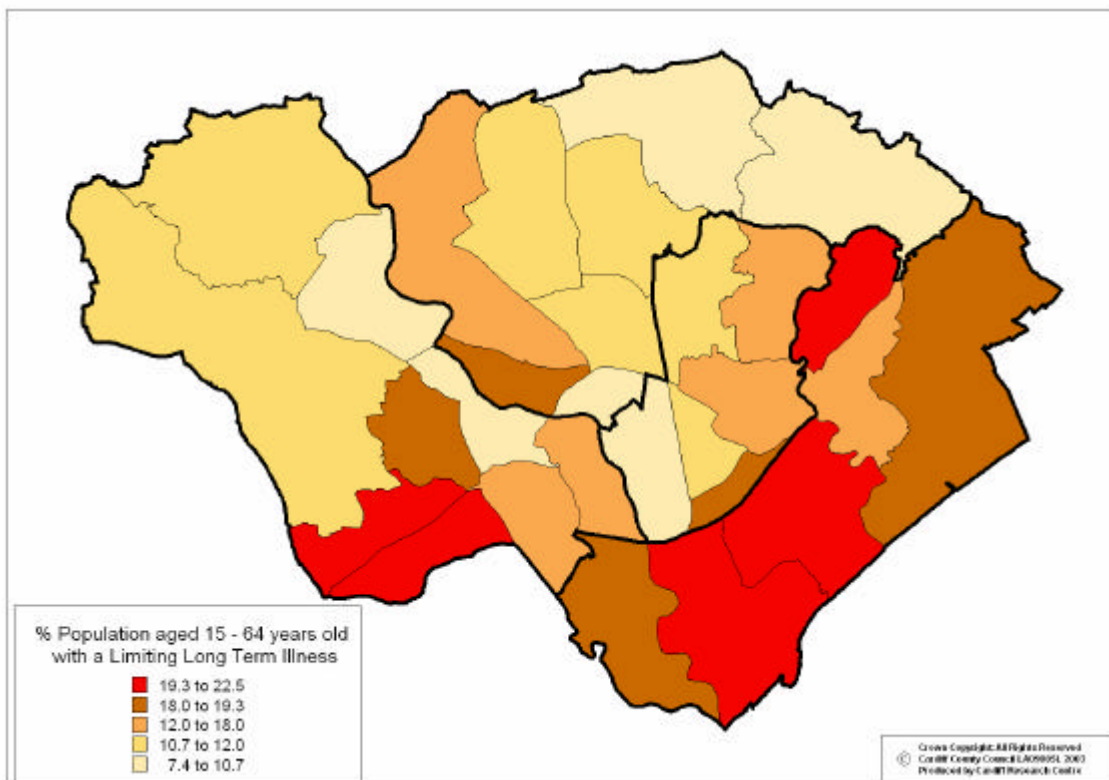 % Population aged 15 - 64 years old
with a Limiting Long Term Illness
19.3 to 22.5
18.0 to 19.3
12.0 to 18.0
10.7 to 12.0
7.4 to 10.7
© Crown Copyright. All Rights Reserved
Cardiff County Council LA09005L 2003
Produced by Cardiff Research Centre